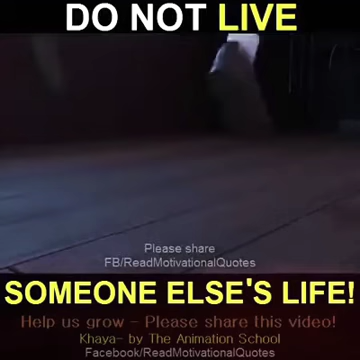 DO NOT LIVE
Please share
FB/ReadMotivationalQuotes
SOMEONE ELSE'S LIFE!
Help us grow - Please share this video!
Khaya- by The Animation School
Facebook/ReadMotivationalQuotes